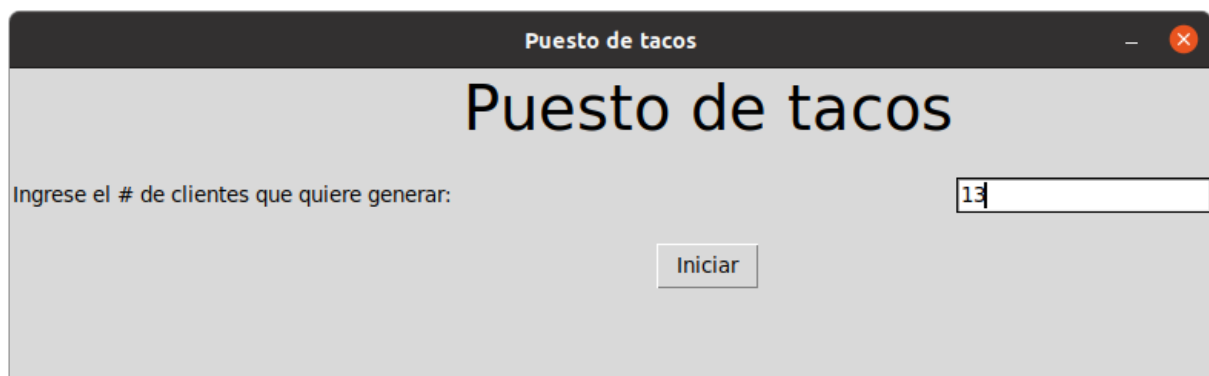 Puesto de tacos
Puesto de tacos
Ingrese el # de clientes que quiere generar: 13
Iniciar